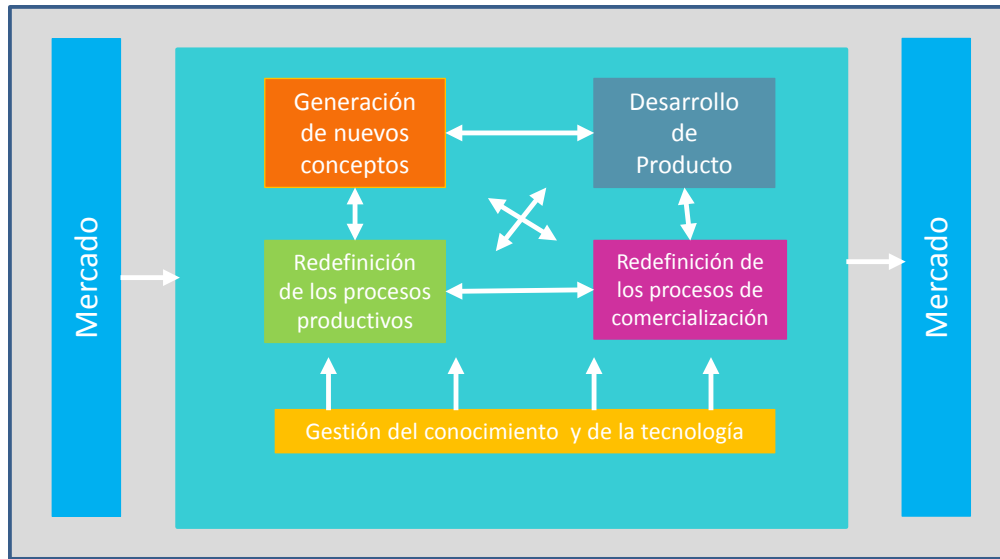 Mercado
Generación
de nuevos
conceptos
Desarrollo
de
Producto
Redefinición
de los procesos
productivos
Redefinición de
los procesos de
comercialización
Gestión del conocimiento y de la tecnología
Mercado